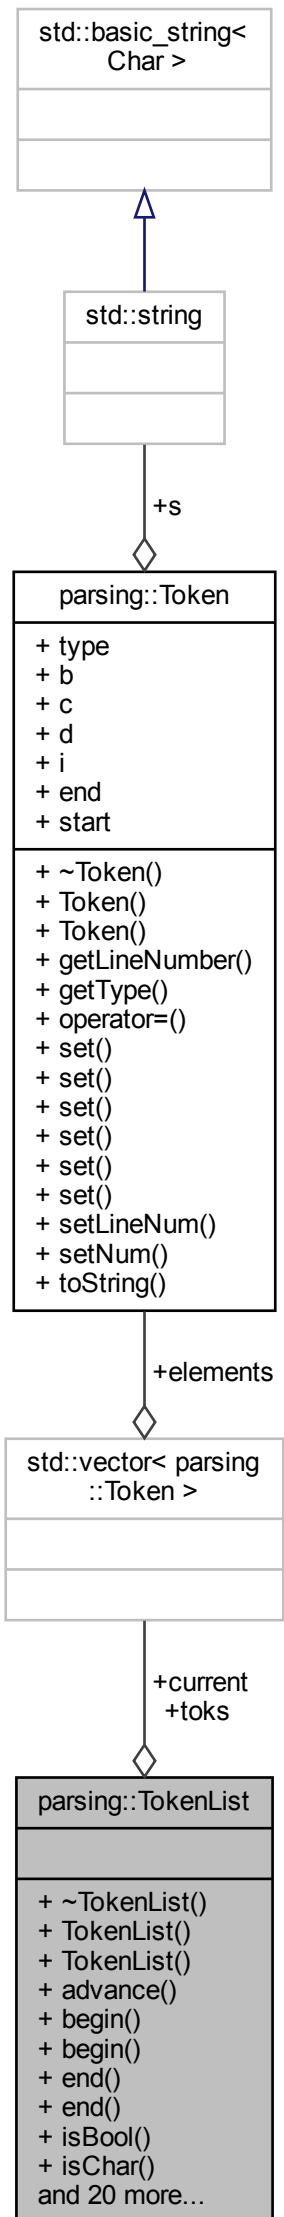 std::basic_string<
Char >
std::string
+s
parsing::Token
+ type
+ b
+ c
+ d
+ i
+ end
+ start
+ ~Token()
+ Token()
+ Token()
+ getLineNumber()
+ getType()
+ operator=()
+ set()
+ set()
+ set()
+ set()
+ set()
+ set()
+ setLineNum()
+ setNum()
+ toString()
+elements
std::vector< parsing
::Token >
+current
+toks
parsing::TokenList
+ ~TokenList()
+ TokenList()
+ TokenList()
+ advance()
+ begin()
+ begin()
+ end()
+ end()
+ isBool()
+ isChar()
and 20 more...